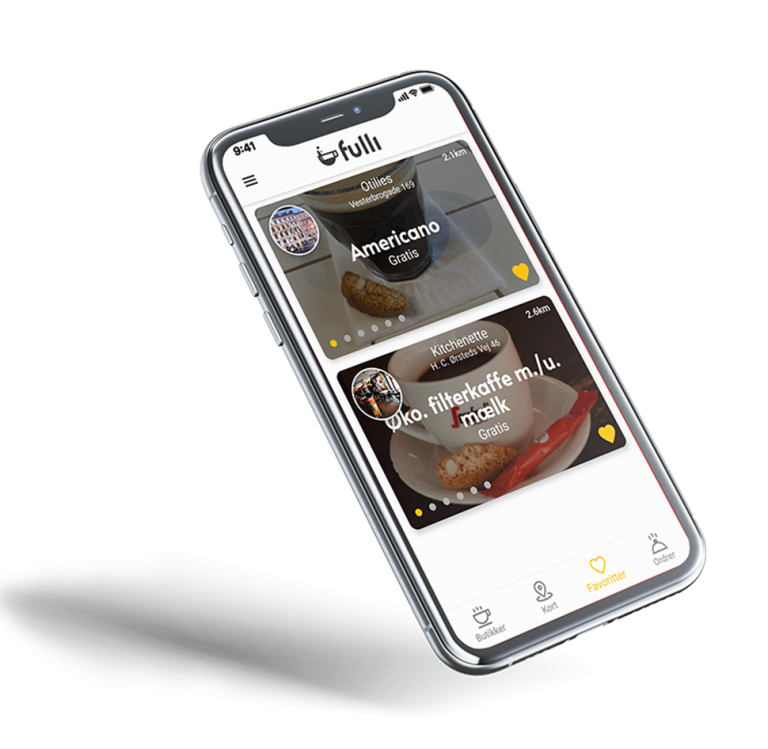 9:41
fulli
2.1km
Otilies
Vesterbrogade 169
Americano
Gratis
2.6km
Kitchenette
H. C. Ørsteds Vej 46
Øko. filterkaffe m./u.
mælk
Gratis
Butikker
Kort
Favoritter
Ordrer